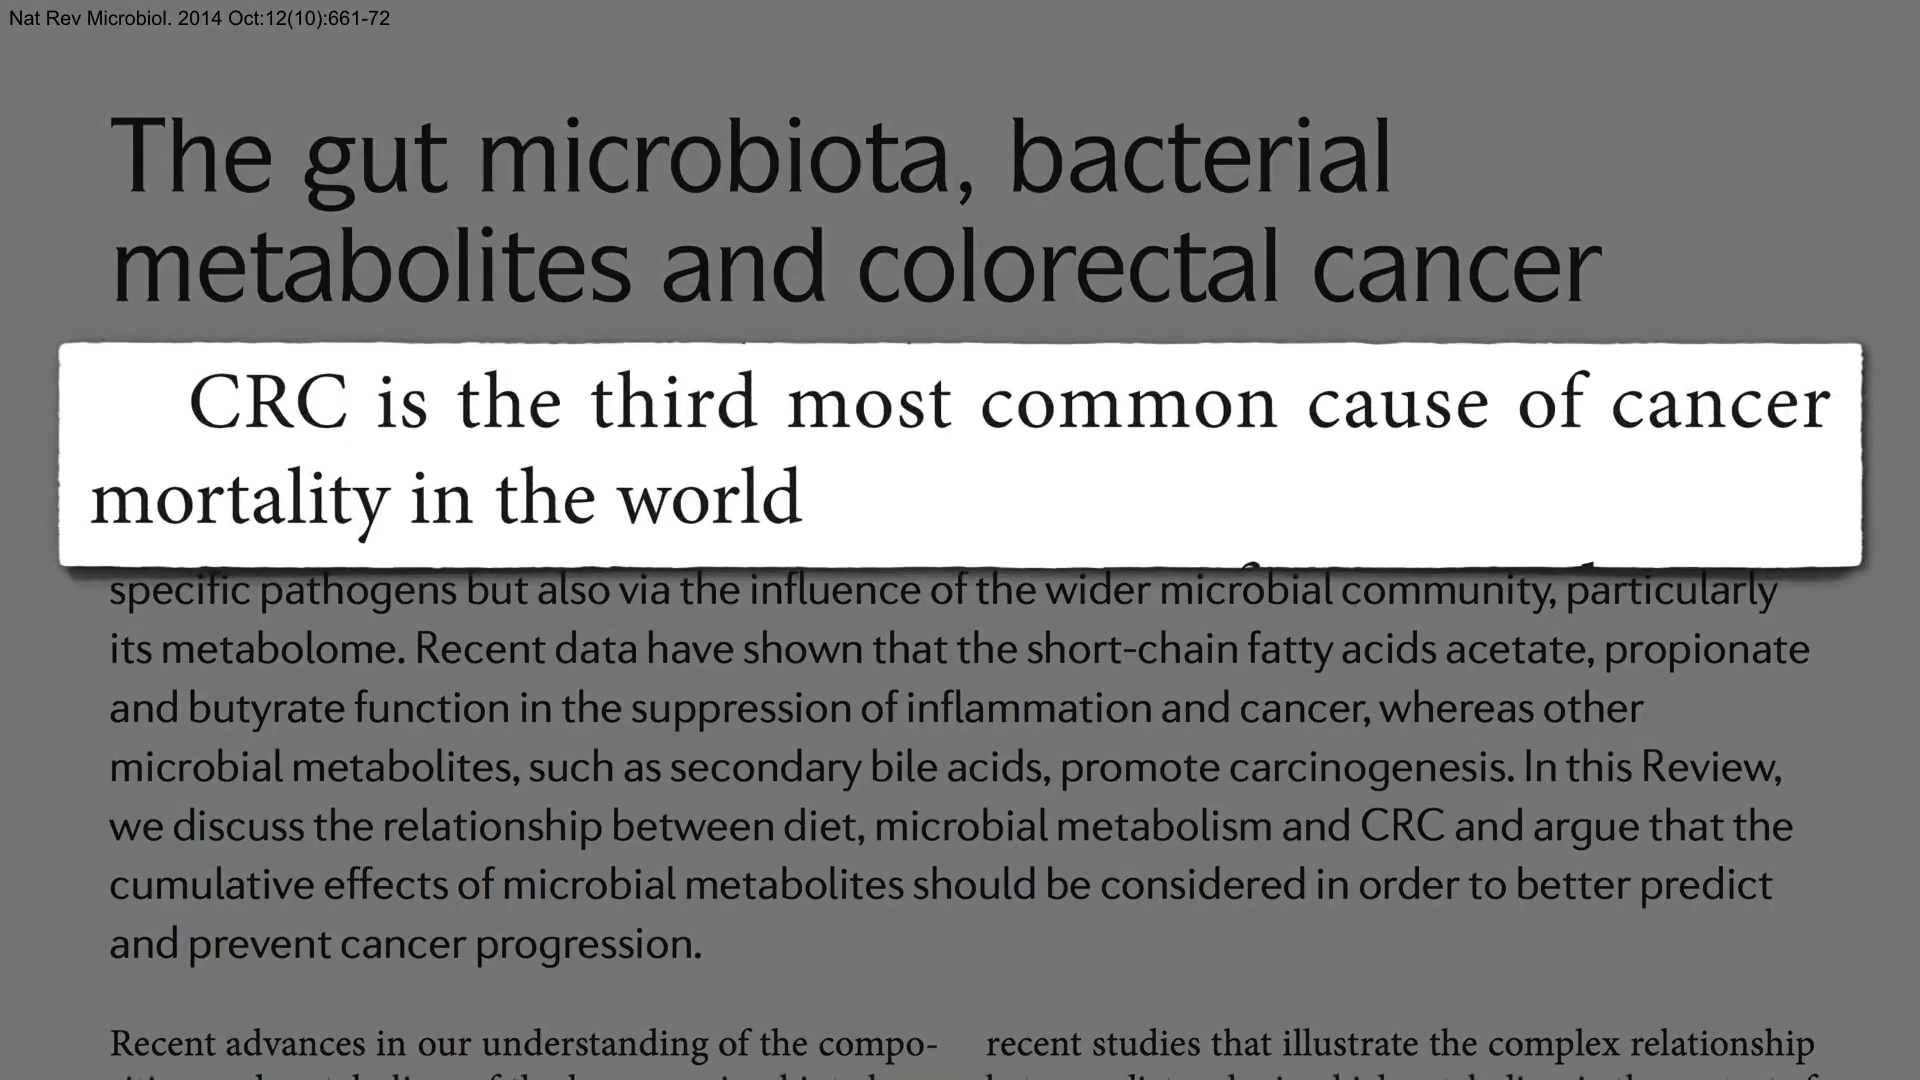 Nat Rev Microbiol. 2014 Oct:12(10):661-72
The gut microbiota, bacterial
metabolites and colorectal cancer
CRC is the third most common cause of cancer
mortality in the world
specific pathogens but also via the influence of the wider microbial community, particularly
its metabolome. Recent data have shown that the short-chain fatty acids acetate, propionate
and butyrate function in the suppression of inflammation and cancer, whereas other
microbial metabolites, such as secondary bile acids, promote carcinogenesis. In this Review,
we discuss the relationship between diet, microbial metabolism and CRC and argue that the
cumulative effects of microbial metabolites should be considered in order to better predict
and prevent cancer progression.
Recent advances in our understanding of the compo-
recent studies that illustrate the complex relationship